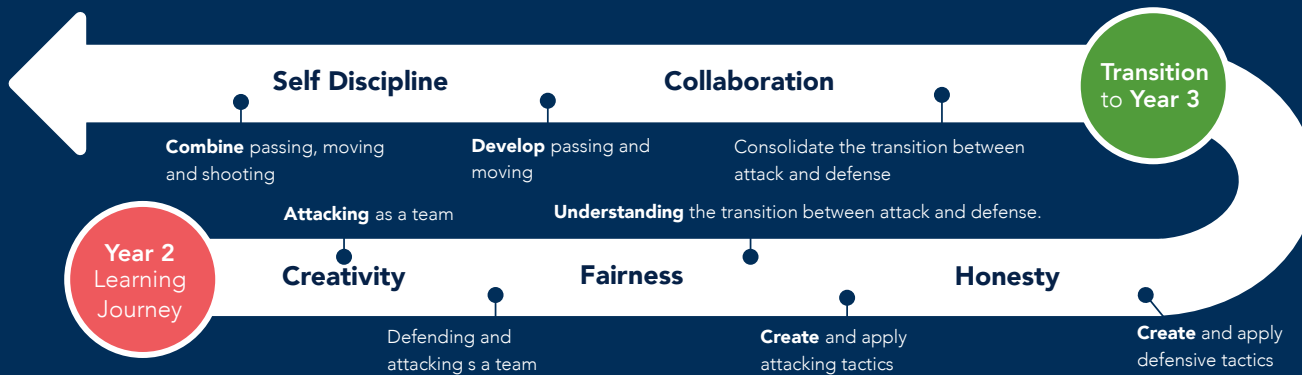 Self Discipline
Collaboration
Transition
to Year 3
Combine passing, moving
and shooting
Develop passing and
moving
Consolidate the transition between
attack and defense
Attacking as a team
Understanding the transition between attack and defense.
Year 2
Learning
Journey
Creativity
Fairness
Honesty
Defending and
attacking s a team
Create and apply
attacking tactics
Create and apply
defensive tactics